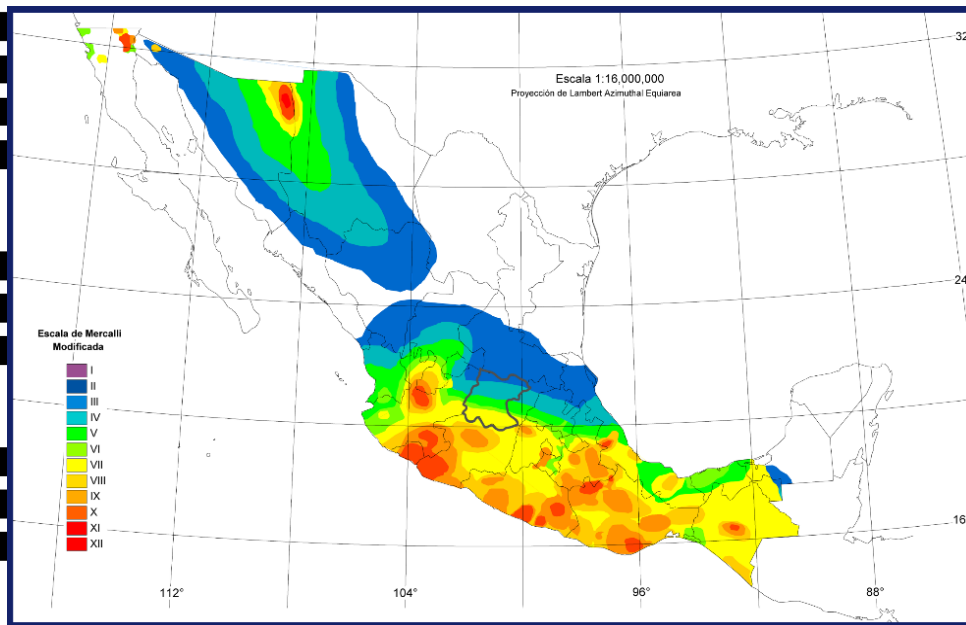 32
Escala 1:16,000,000
Proyección de Lambert Azimuthal Equiarea
24
Escala de Mercalli
Modificada
I
II
III
IV
V
VI
VII
VIII
IX
X
XI
XII
16
112°
104°
96°
88°